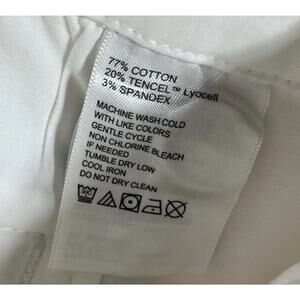 77% COTTON
20% TENCEL™ Lyocell
3% SPANDEX
MACHINE WASH COLD
WITH LIKE COLORS
GENTLE CYCLE
NON CHLORINE BLEACH
IF NEEDED
TUMBLE DRY LOW
COOL IRON
DO NOT DRY CLEAN